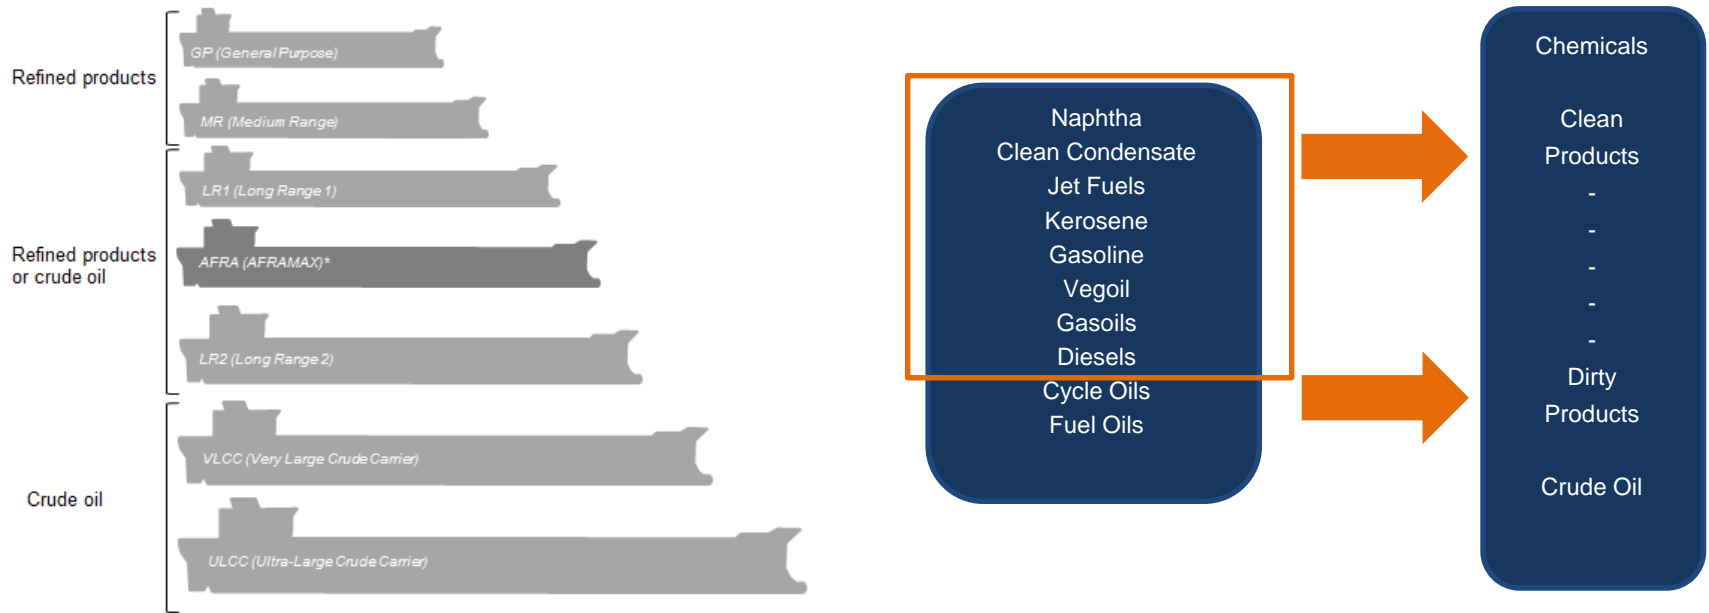 Refined products
GP (General Purpose)
MR (Medium Range)
Refined products
or crude oil
LR1 (Long Range 1)
AFRA (AFRAMAX)*
LR2 (Long Range 2)
Crude oil
VLCC (Very Large Crude Carrier)
ULCC (Ultra-Large Crude Carrier)
Naphtha
Clean Condensate
Jet Fuels
Kerosene
Gasoline
Vegoil
Gasoils
Diesels
Cycle Oils
Fuel Oils
Chemicals
Clean
Products
-
-
-
-
-
Dirty
Products
Crude Oil